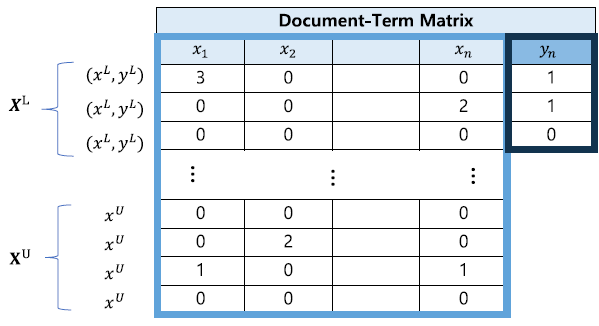 Document-Term Matrix
x₁ x₂ xₙ yₙ
(xᴸ, yᴸ) 3 0 0 1
Xᴸ (xᴸ, yᴸ) 0 0 2 1
(xᴸ, yᴸ) 0 0 0 0
⋮ ⋮ ⋮
xᵁ 0 0 0
Xᵁ xᵁ 0 2 0
xᵁ 1 0 1
xᵁ 0 0 0